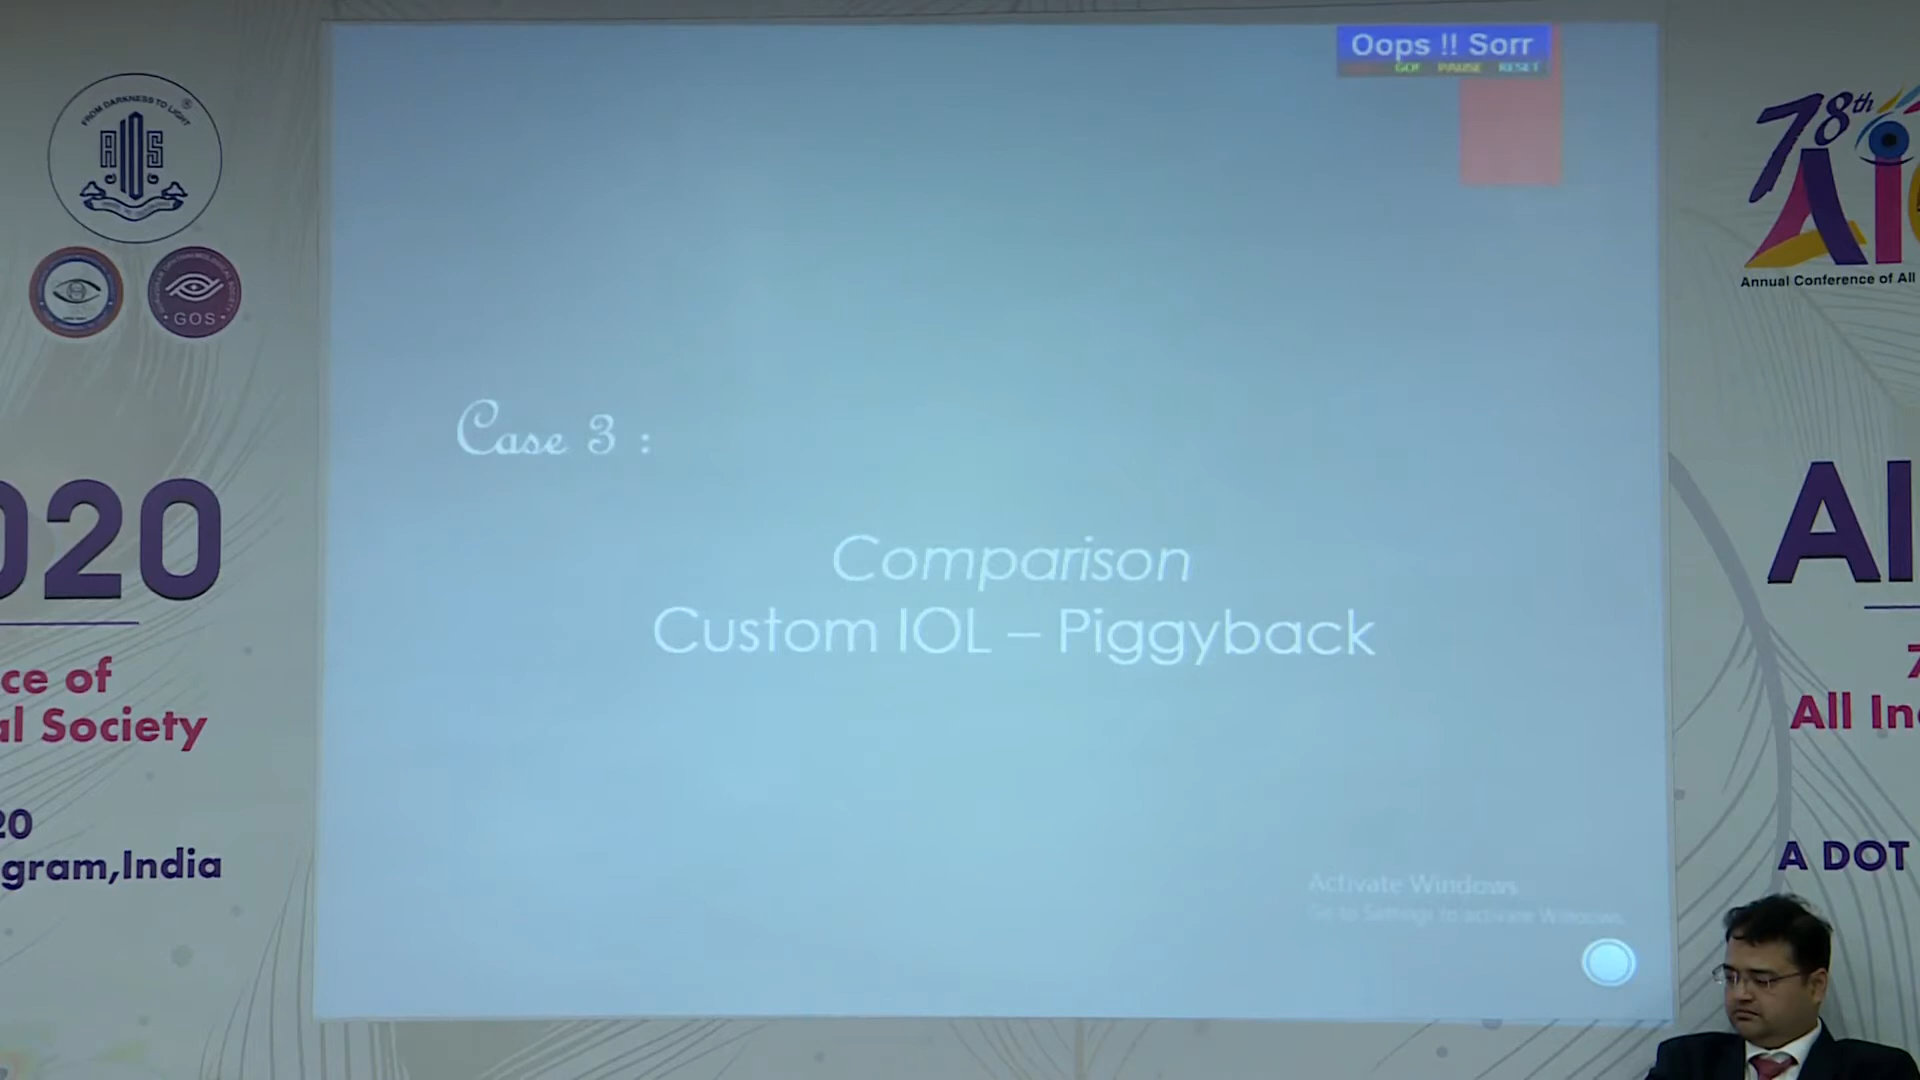 FROM DARKNESS TO LIGHT
AIOS
GOS
020
ce of
al Society
20
gram,India
Oops !! Sorr
GO! PAUSE RESET
Case 3 :
Comparison
Custom IOL – Piggyback
Activate Windows
Go to Settings to activate Windows.
78th
AIO
Annual Conference of All
AI
7
All In
A DOT